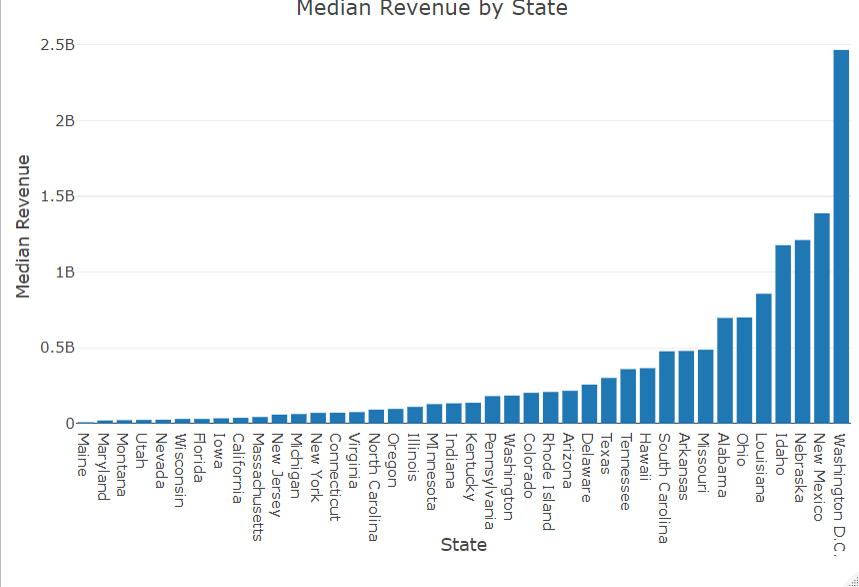 Median Revenue by State
2.5B
2B
1.5B
1B
0.5B
0
Median Revenue
Maine
Maryland
Montana
Utah
Nevada
Wisconsin
Florida
Iowa
California
Massachusetts
New Jersey
Michigan
New York
Connecticut
Virginia
North Carolina
Oregon
Illinois
MInnesota
Indiana
Kentucky
Pennsylvania
Washington
Colorado
Rhode Island
Arizona
Delaware
Texas
Tennessee
Hawaii
South Carolina
Arkansas
Missouri
Alabama
Ohio
Louisiana
Idaho
Nebraska
New Mexico
Washington D.C.
State